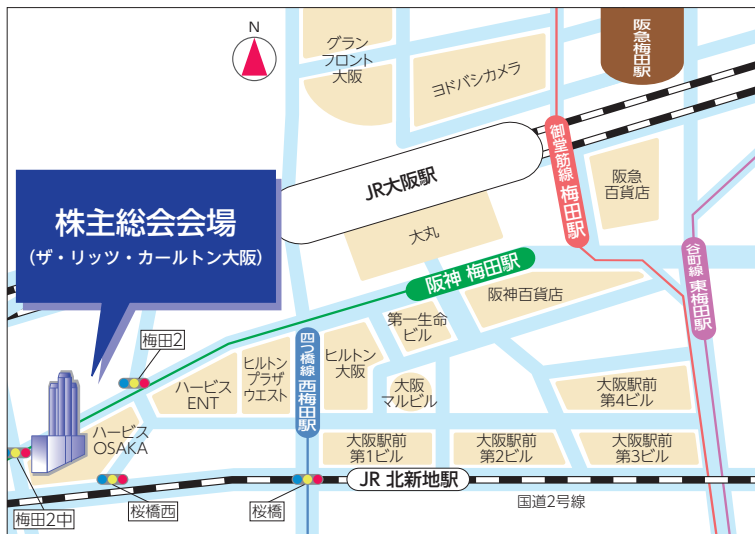 N
グラン
フロント
大阪
ヨドバシカメラ
阪急梅田駅
JR大阪駅
御堂筋線 梅田駅
阪急
百貨店
株主総会会場
(ザ・リッツ・カールトン大阪)
大丸
阪神 梅田駅
谷町線 東梅田駅
阪神百貨店
第一生命
ビル
梅田2
四つ橋線 西梅田駅
ヒルトン
プラザ
ウエスト
ヒルトン
大阪
ハービス
ENT
大阪
マルビル
大阪駅前
第4ビル
ハービス
OSAKA
大阪駅前
第1ビル
大阪駅前
第2ビル
大阪駅前
第3ビル
JR 北新地駅
国道2号線
梅田2中
桜橋西
桜橋